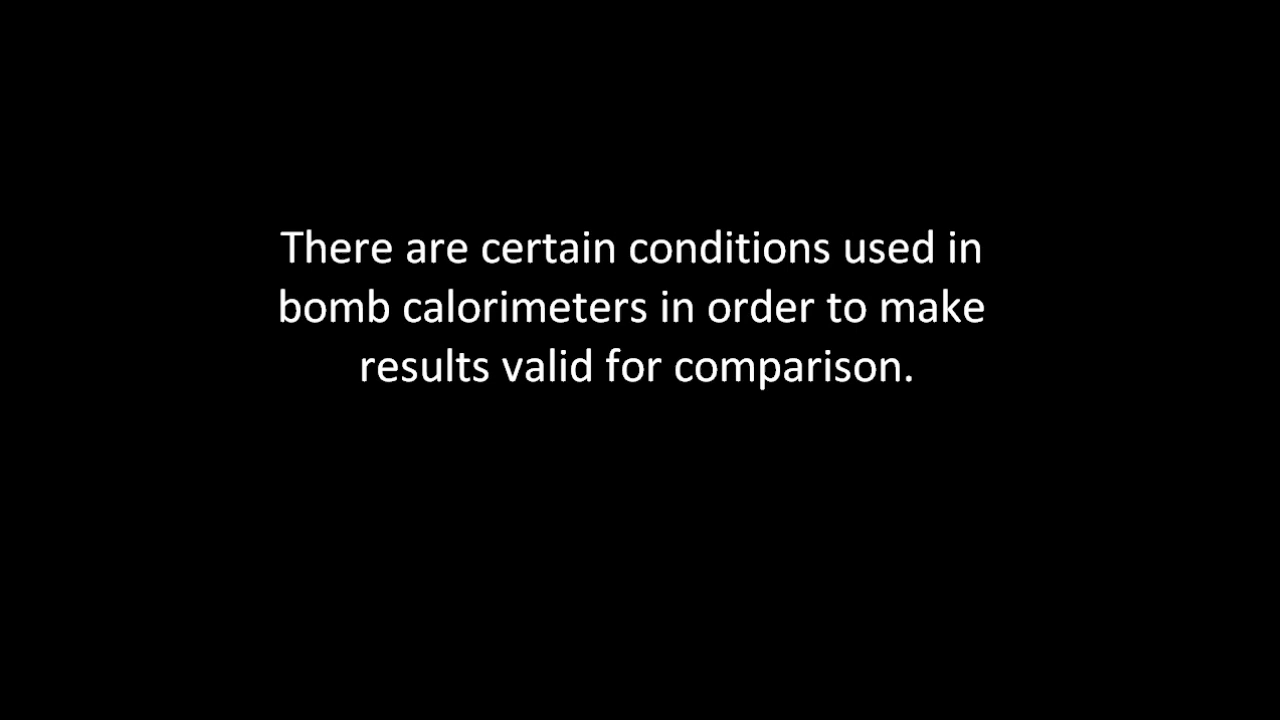 There are certain conditions used in
bomb calorimeters in order to make
results valid for comparison.